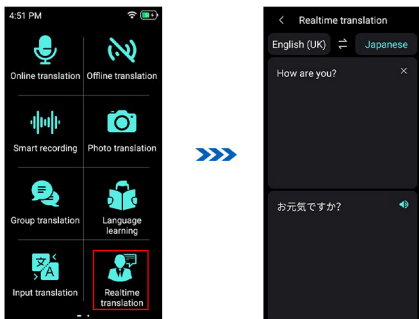 4:51 PM
Online translation
Offline translation
Smart recording
Photo translation
Group translation
Language
learning
Input translation
Realtime
translation
Realtime translation
English (UK)
Japanese
How are you?
お元気ですか?